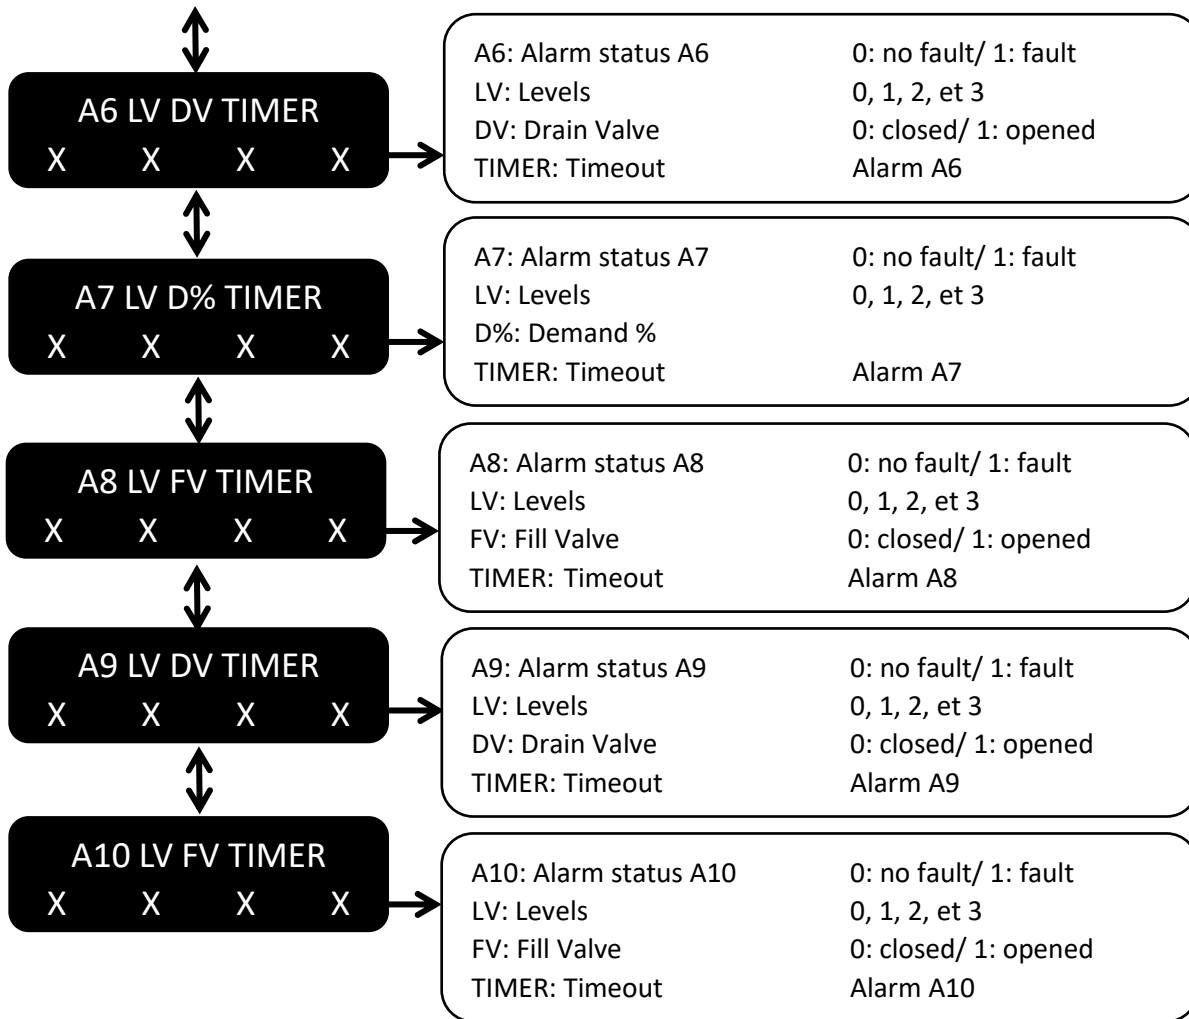 A6 LV DV TIMER
X X X X
A6: Alarm status A6 0: no fault/ 1: fault
LV: Levels 0, 1, 2, et 3
DV: Drain Valve 0: closed/ 1: opened
TIMER: Timeout Alarm A6
A7 LV D% TIMER
X X X X
A7: Alarm status A7 0: no fault/ 1: fault
LV: Levels 0, 1, 2, et 3
D%: Demand %
TIMER: Timeout Alarm A7
A8 LV FV TIMER
X X X X
A8: Alarm status A8 0: no fault/ 1: fault
LV: Levels 0, 1, 2, et 3
FV: Fill Valve 0: closed/ 1: opened
TIMER: Timeout Alarm A8
A9 LV DV TIMER
X X X X
A9: Alarm status A9 0: no fault/ 1: fault
LV: Levels 0, 1, 2, et 3
DV: Drain Valve 0: closed/ 1: opened
TIMER: Timeout Alarm A9
A10 LV FV TIMER
X X X X
A10: Alarm status A10 0: no fault/ 1: fault
LV: Levels 0, 1, 2, et 3
FV: Fill Valve 0: closed/ 1: opened
TIMER: Timeout Alarm A10